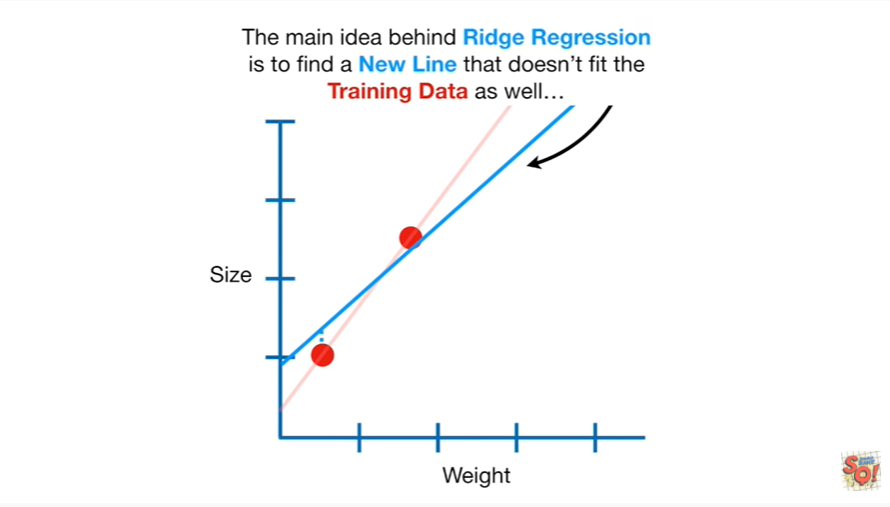 The main idea behind Ridge Regression
is to find a New Line that doesn’t fit the
Training Data as well…
Size
Weight
SQ!